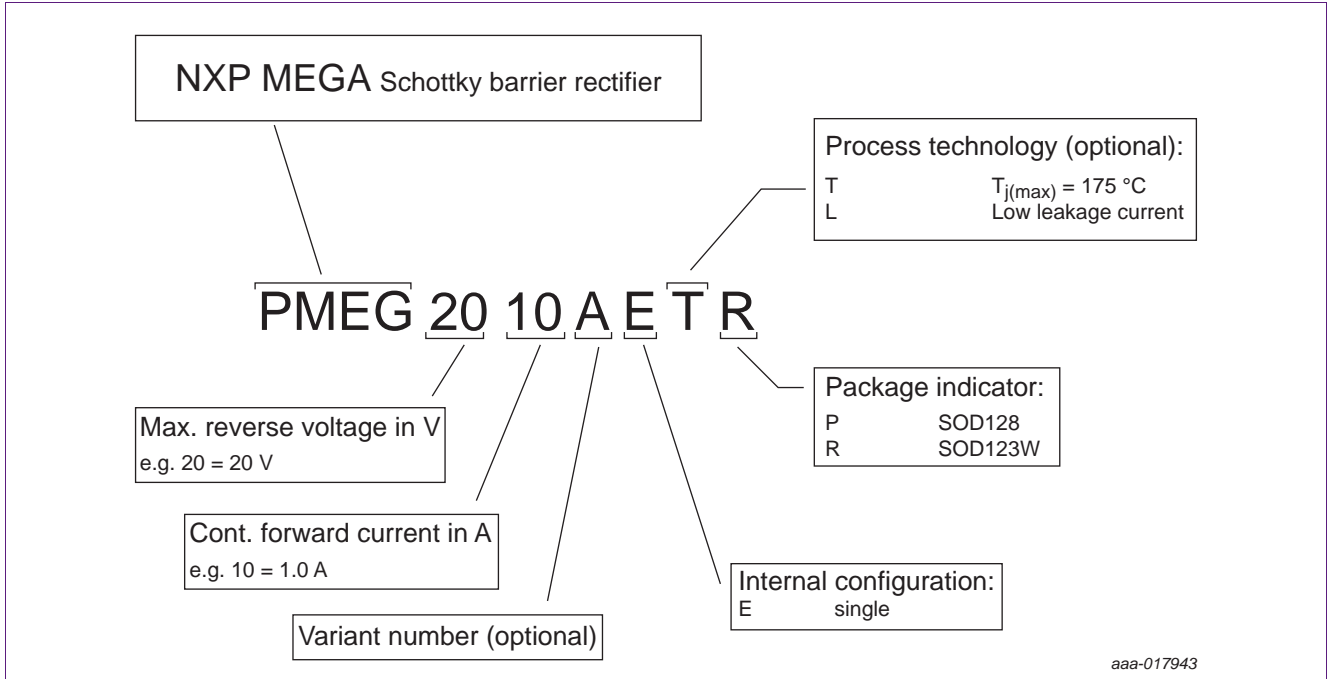 NXP MEGA Schottky barrier rectifier
Process technology (optional):
T Tj(max) = 175 °C
L Low leakage current
PMEG 20 10 A E T R
Package indicator:
P SOD128
R SOD123W
Max. reverse voltage in V
e.g. 20 = 20 V
Cont. forward current in A
e.g. 10 = 1.0 A
Internal configuration:
E single
Variant number (optional)
aaa-017943